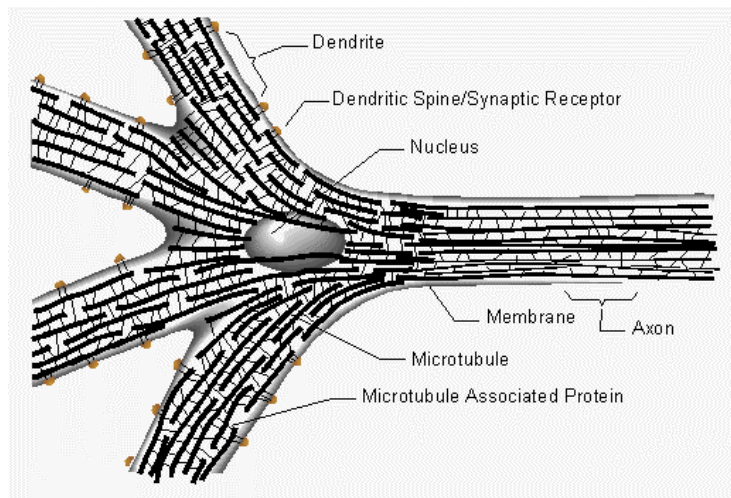 Dendrite
Dendritic Spine/Synaptic Receptor
Nucleus
Membrane
Axon
Microtubule
Microtubule Associated Protein